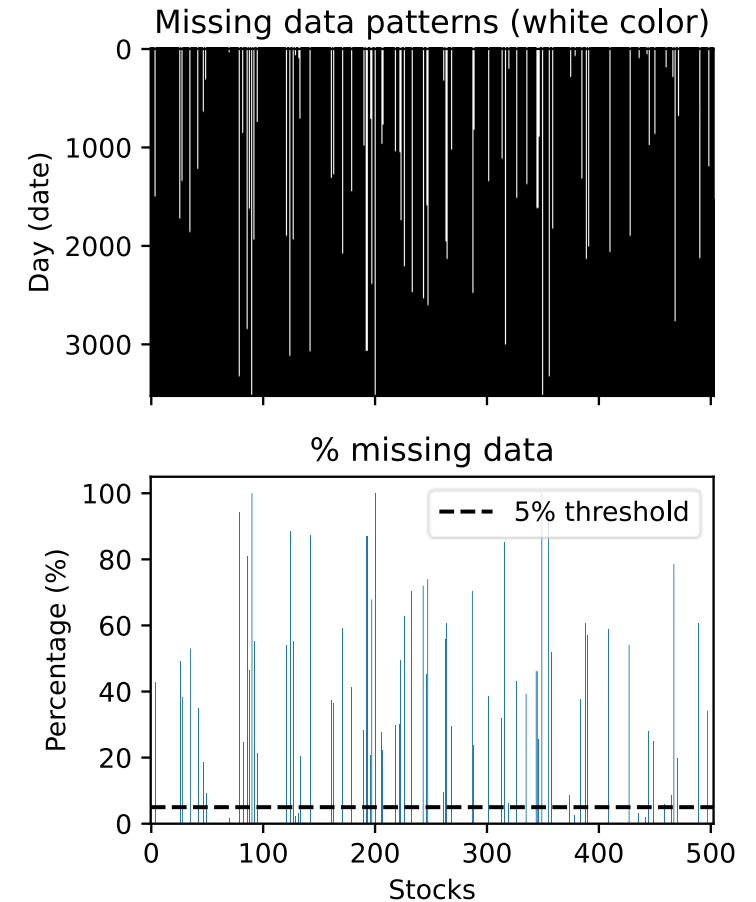 Missing data patterns (white color)
0
1000
2000
3000
Day (date)
% missing data
100
80
60
40
20
0
Percentage (%)
5% threshold
0 100 200 300 400 500
Stocks